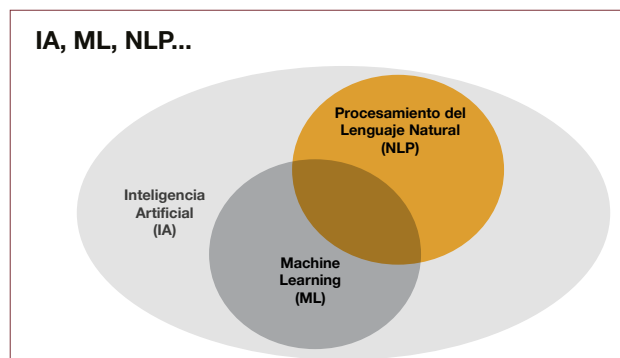 IA, ML, NLP...
Procesamiento del
Lenguaje Natural
(NLP)
Inteligencia
Artificial
(IA)
Machine
Learning
(ML)